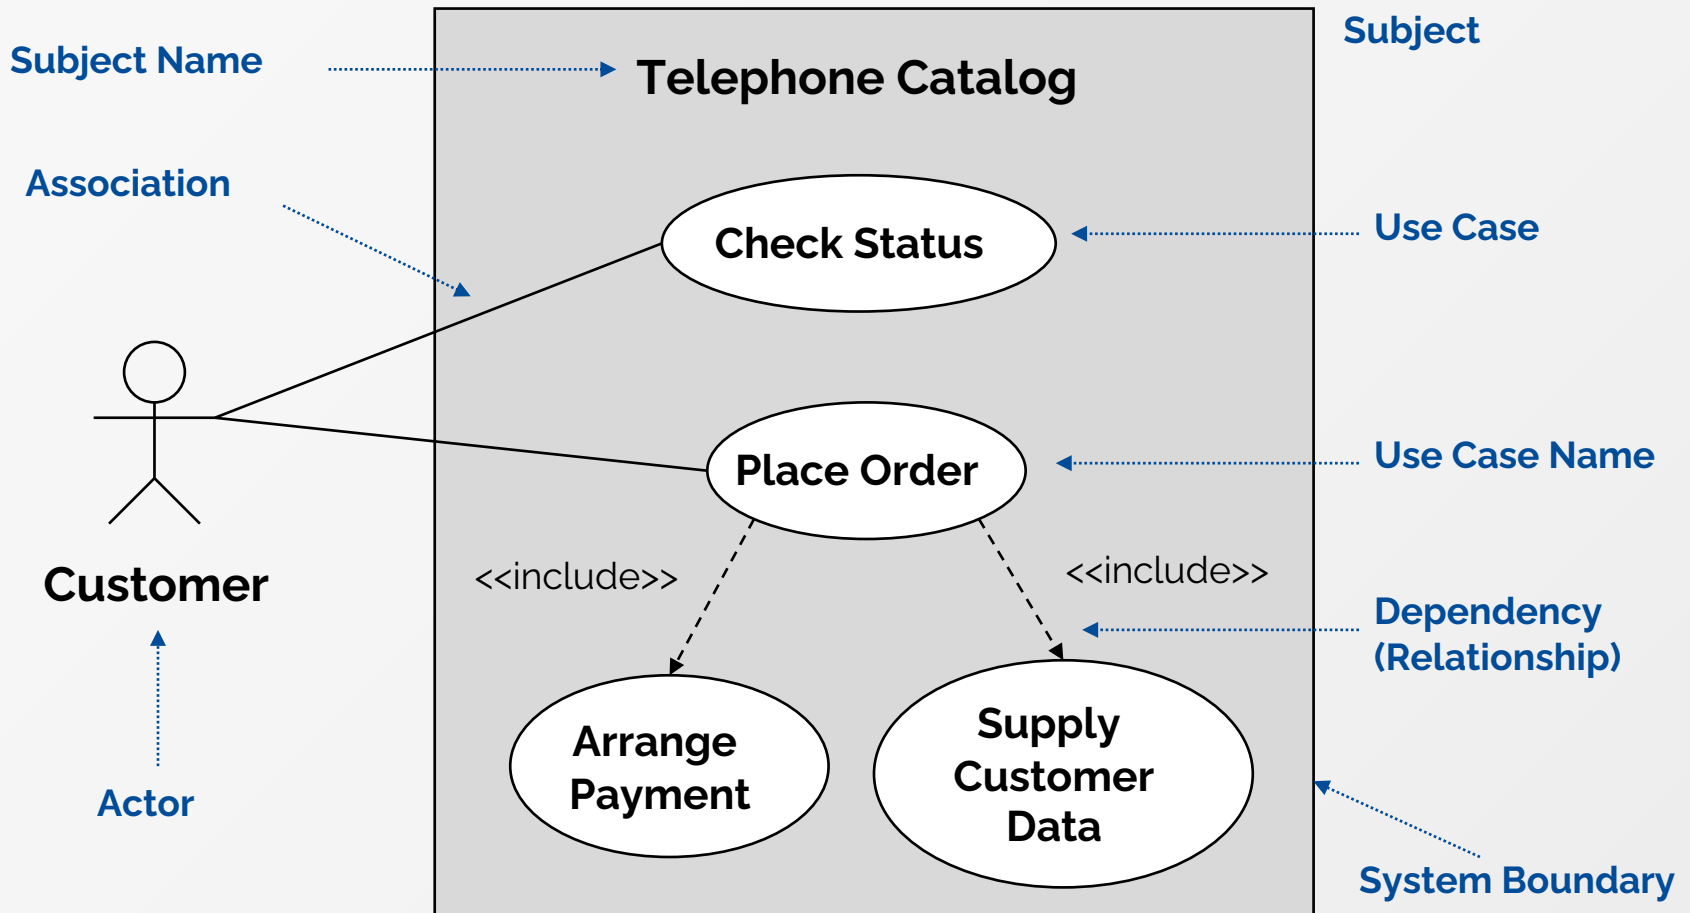 Subject
Subject Name
Telephone Catalog
Association
Check Status
Use Case
Place Order
Use Case Name
<<include>>
<<include>>
Customer
Dependency
(Relationship)
Arrange
Payment
Supply
Customer
Data
Actor
System Boundary